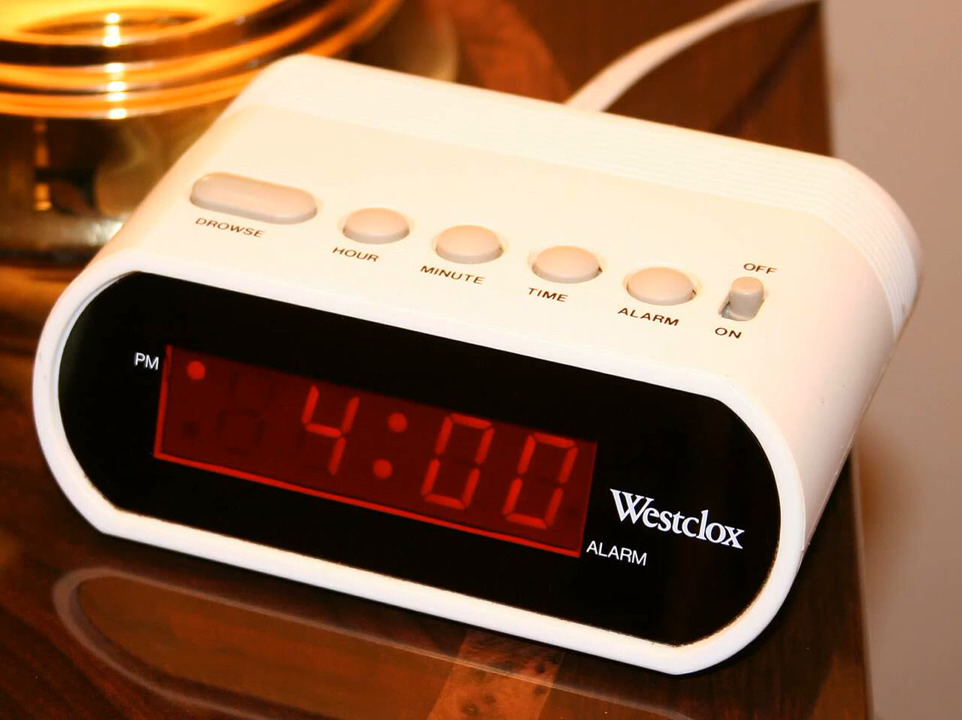 DROWSE
HOUR
MINUTE
TIME
ALARM
OFF
ON
PM
4:00
Westclox
ALARM